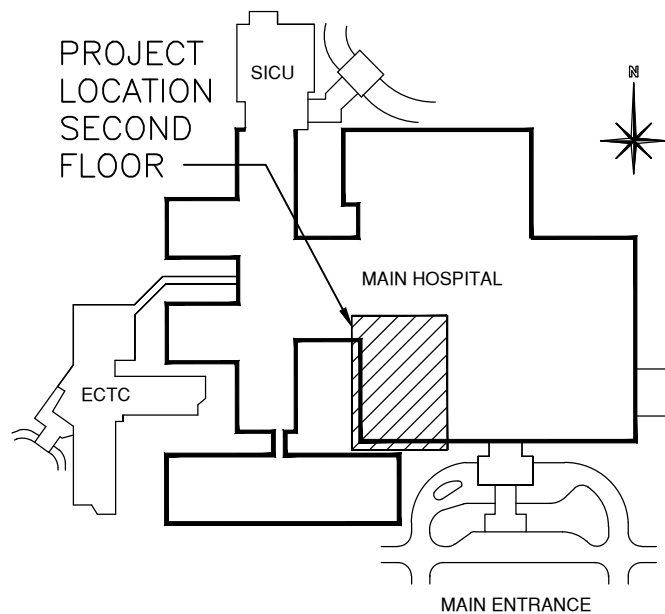 PROJECT
LOCATION
SECOND
FLOOR
SICU
N
MAIN HOSPITAL
ECTC
MAIN ENTRANCE